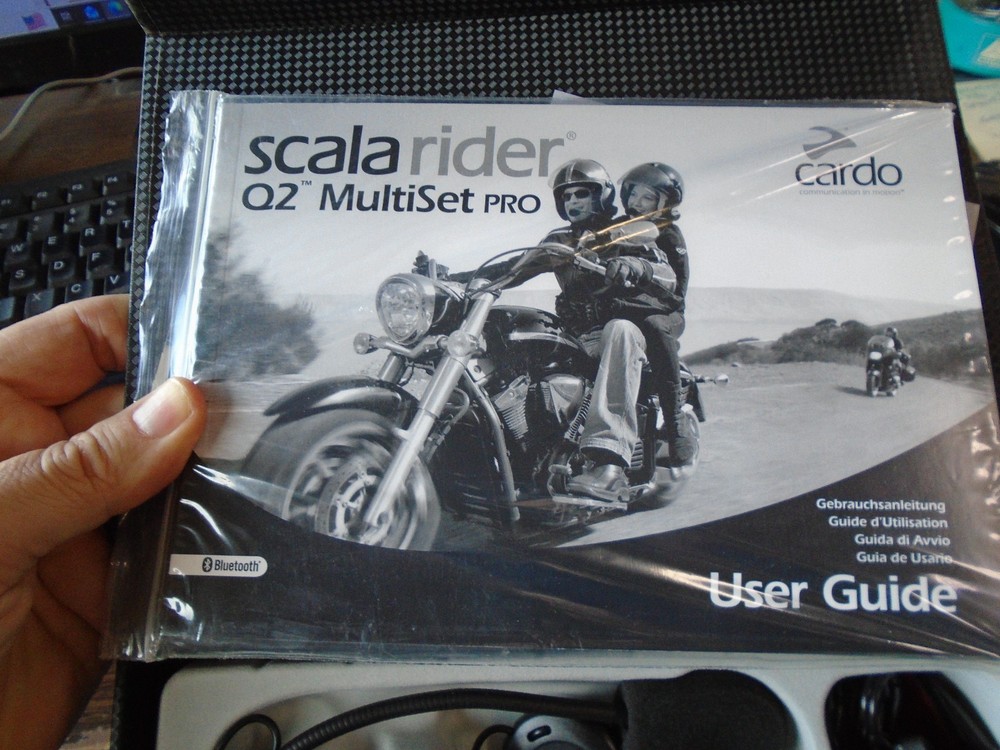 scala rider®
Q2™ MultiSet PRO
cardo
communication in motion™
Gebrauchsanleitung
Guide d'Utilisation
Guida di Avvio
Guia de Usario
Bluetooth®
User Guide